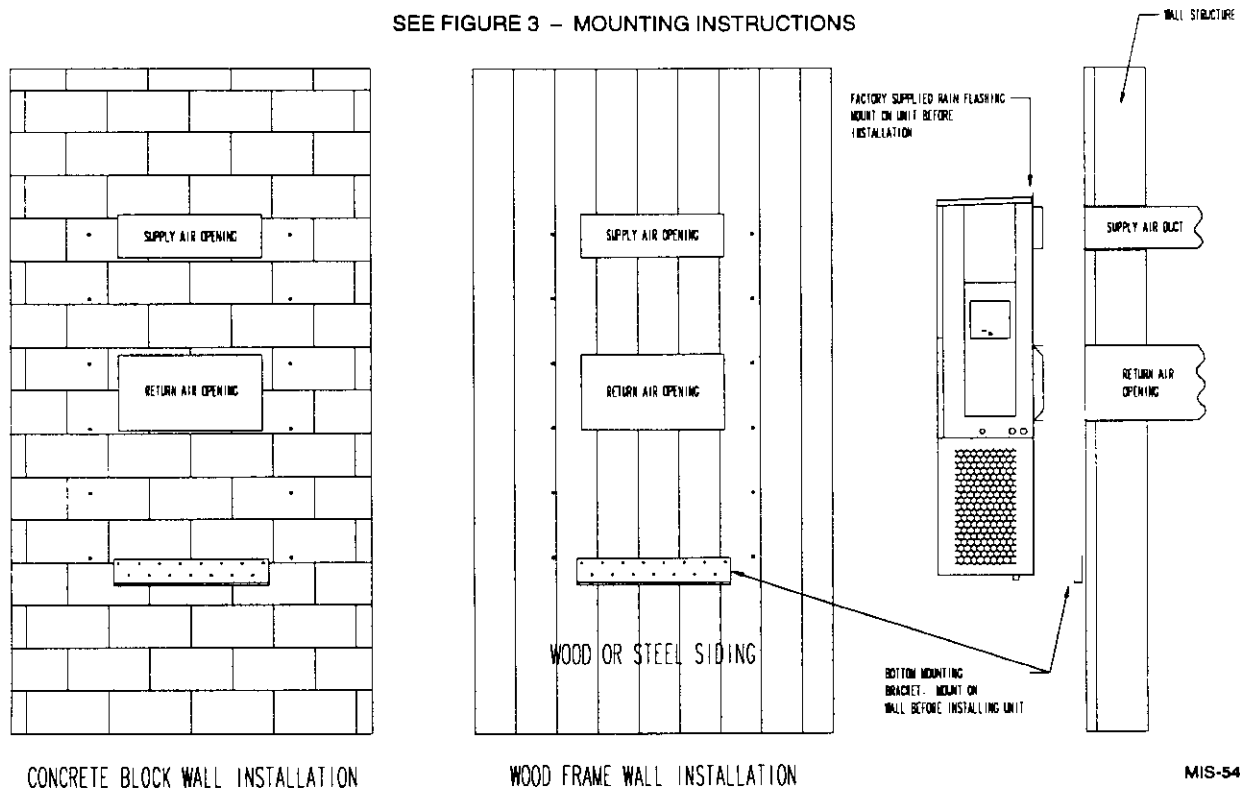 SEE FIGURE 3 – MOUNTING INSTRUCTIONS
WALL STRUCTURE
FACTORY SUPPLIED RAIN FLASHING
MOUNT ON UNIT BEFORE
INSTALLATION
SUPPLY AIR OPENING
SUPPLY AIR OPENING
SUPPLY AIR DUCT
RETURN AIR OPENING
RETURN AIR OPENING
RETURN AIR
OPENING
WOOD OR STEEL SIDING
BOTTOM MOUNTING
BRACKET. MOUNT ON
WALL BEFORE INSTALLING UNIT
CONCRETE BLOCK WALL INSTALLATION
WOOD FRAME WALL INSTALLATION
MIS-54